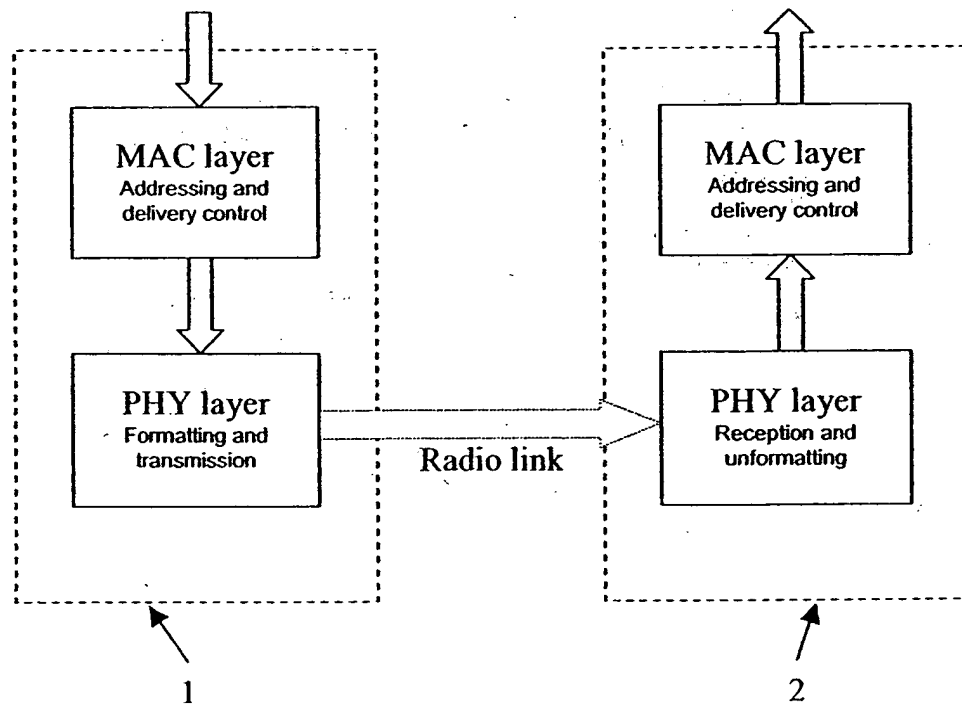 MAC layer
Addressing and
delivery control
MAC layer
Addressing and
delivery control
PHY layer
Formatting and
transmission
Radio link
PHY layer
Reception and
unformatting
1
2